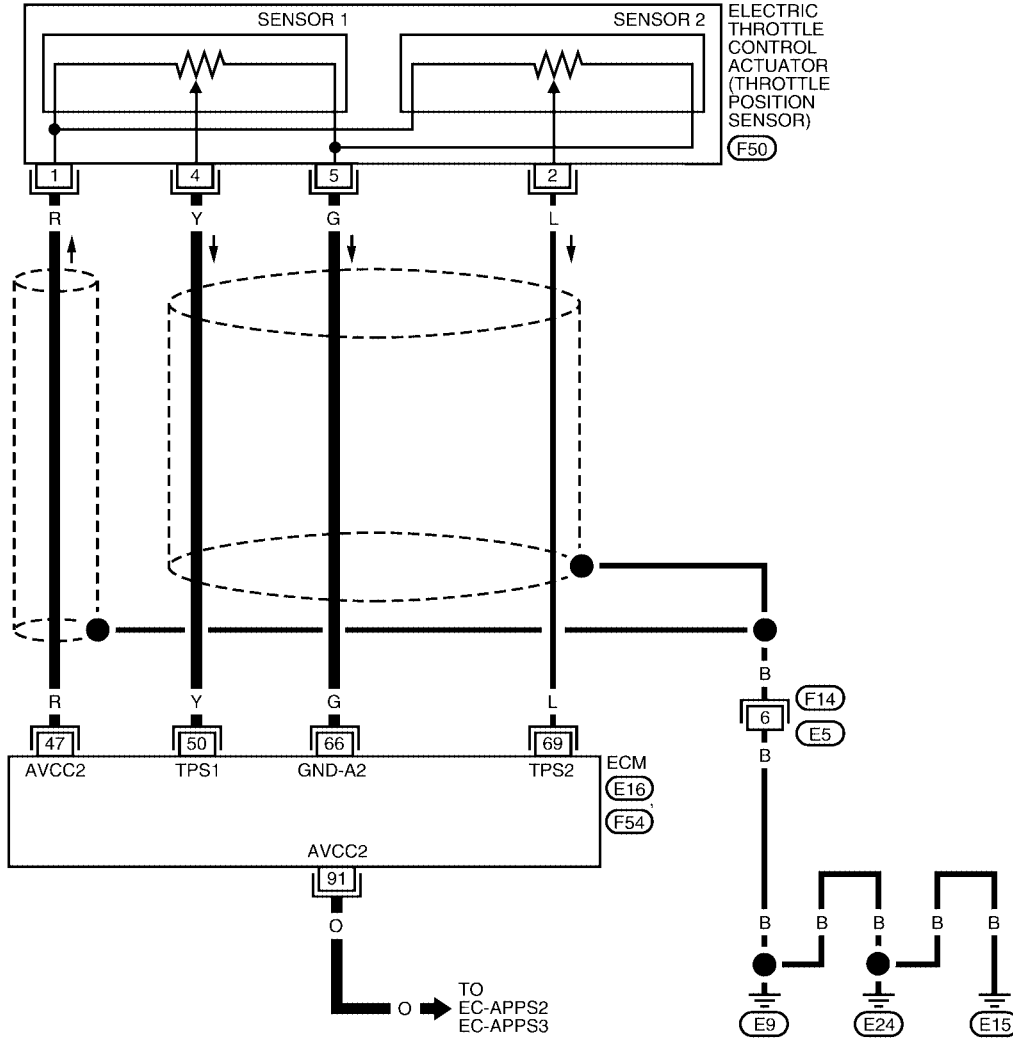 SENSOR 1
SENSOR 2
ELECTRIC
THROTTLE
CONTROL
ACTUATOR
(THROTTLE
POSITION
SENSOR)
F50
1 4 5 2
R Y G L
R Y G L
B
F14
6
E5
B
47 50 66 69
AVCC2 TPS1 GND-A2 TPS2
ECM
E16 ,
F54
AVCC2
91
O
B B B B B
O
TO
EC-APPS2
EC-APPS3
E9 E24 E15